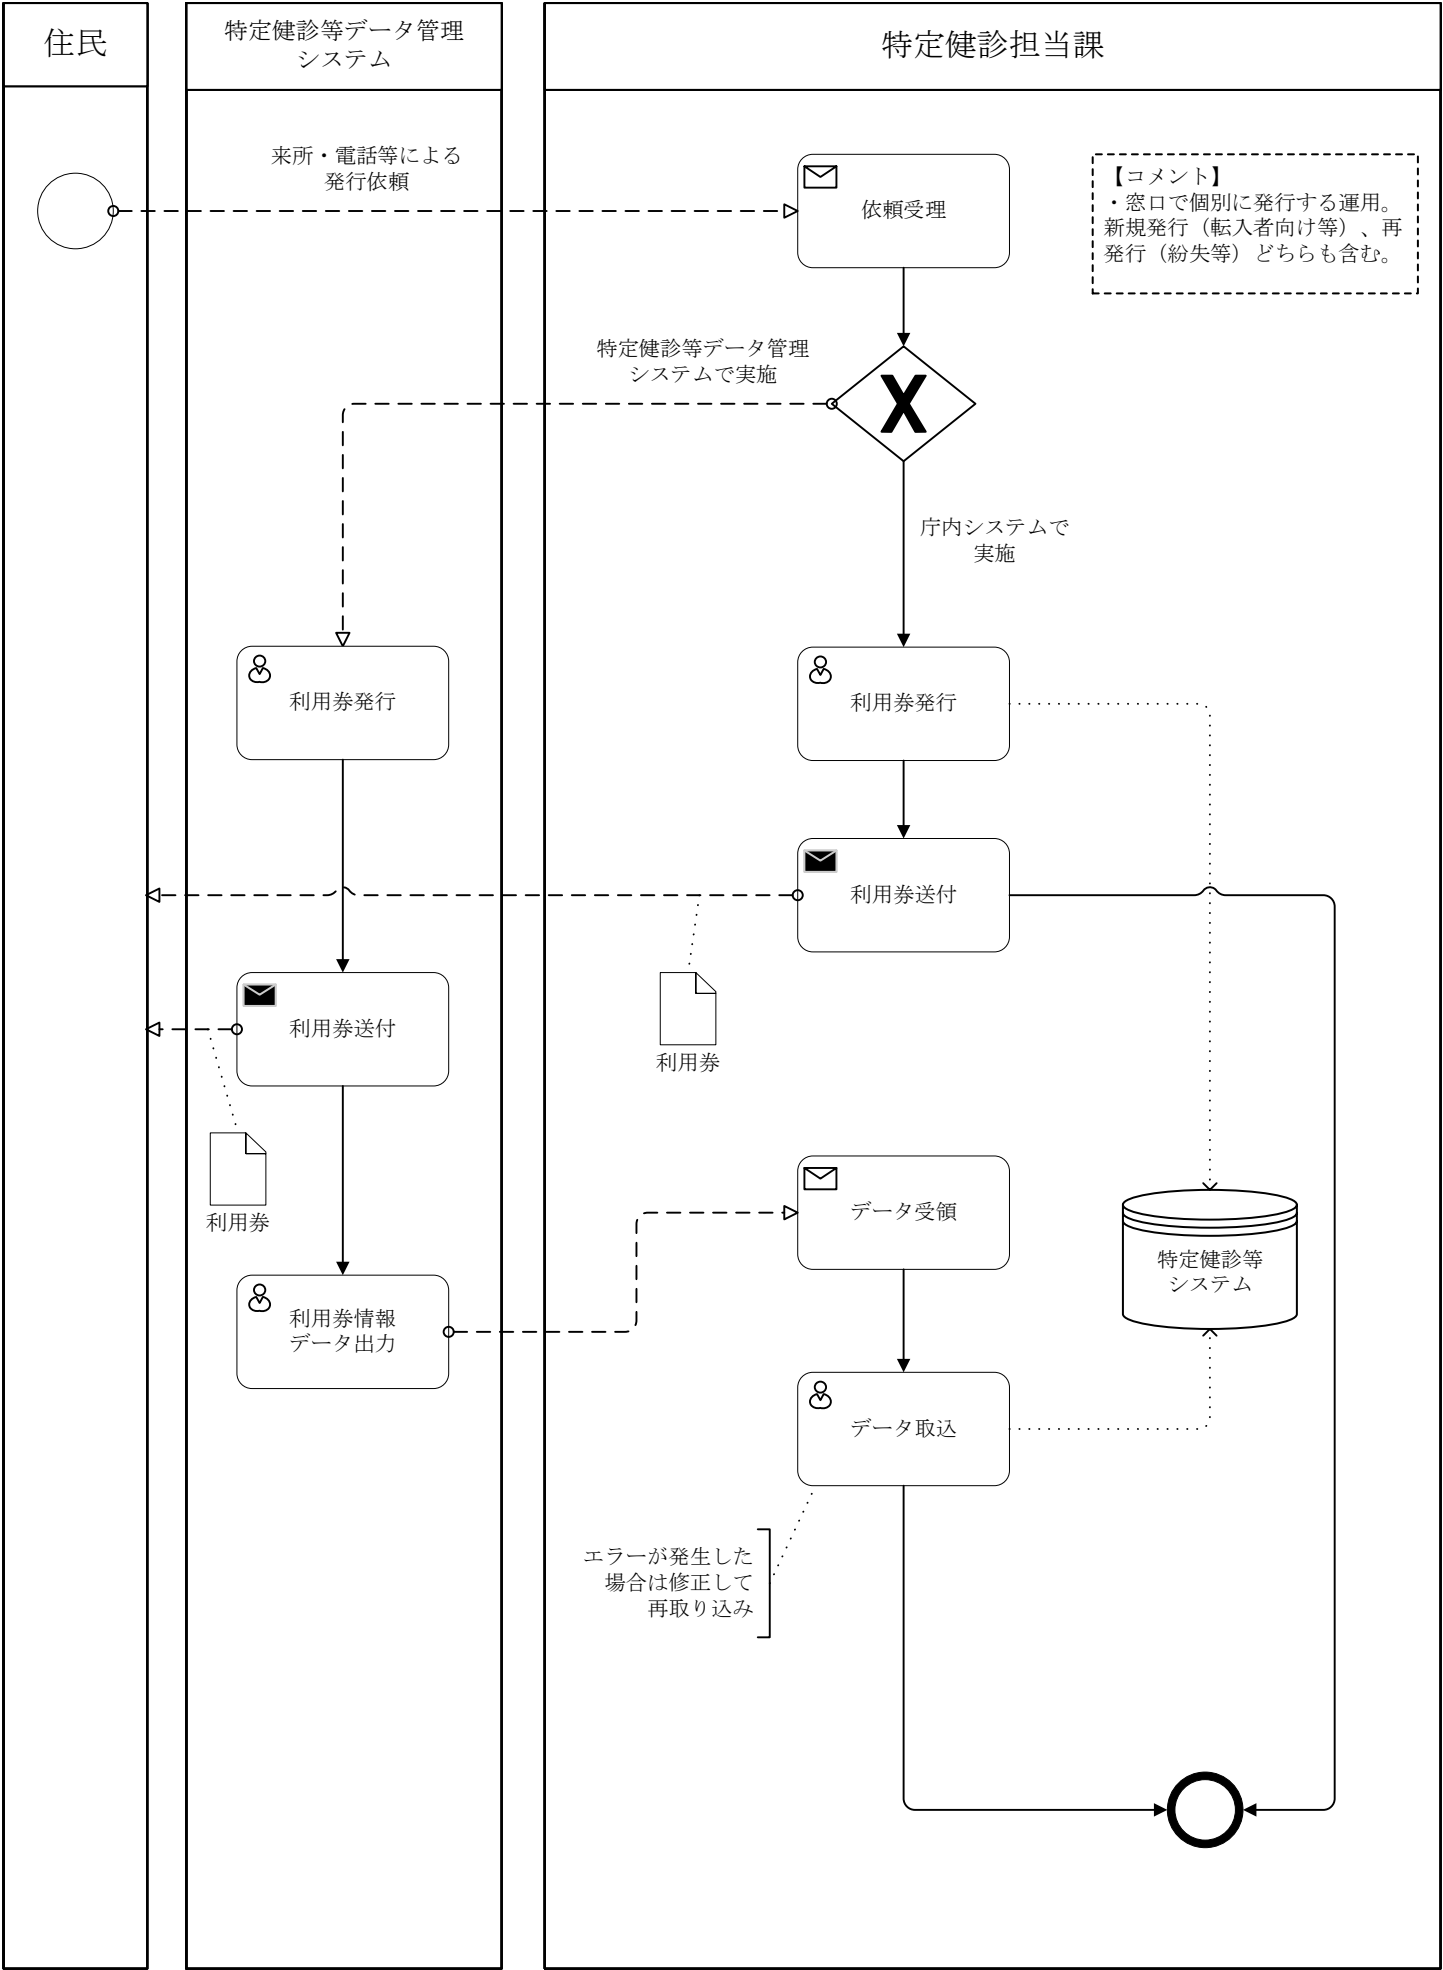 住民
特定健診等データ管理
システム
特定健診担当課
来所・電話等による
発行依頼
依頼受理
【コメント】
・窓口で個別に発行する運用。
新規発行（転入者向け等）、再
発行（紛失等）どちらも含む。
特定健診等データ管理
システムで実施
X
庁内システムで
実施
利用券発行
利用券発行
利用券送付
利用券送付
利用券
利用券
データ受領
特定健診等
システム
利用券情報
データ出力
データ取込
エラーが発生した
場合は修正して
再取り込み